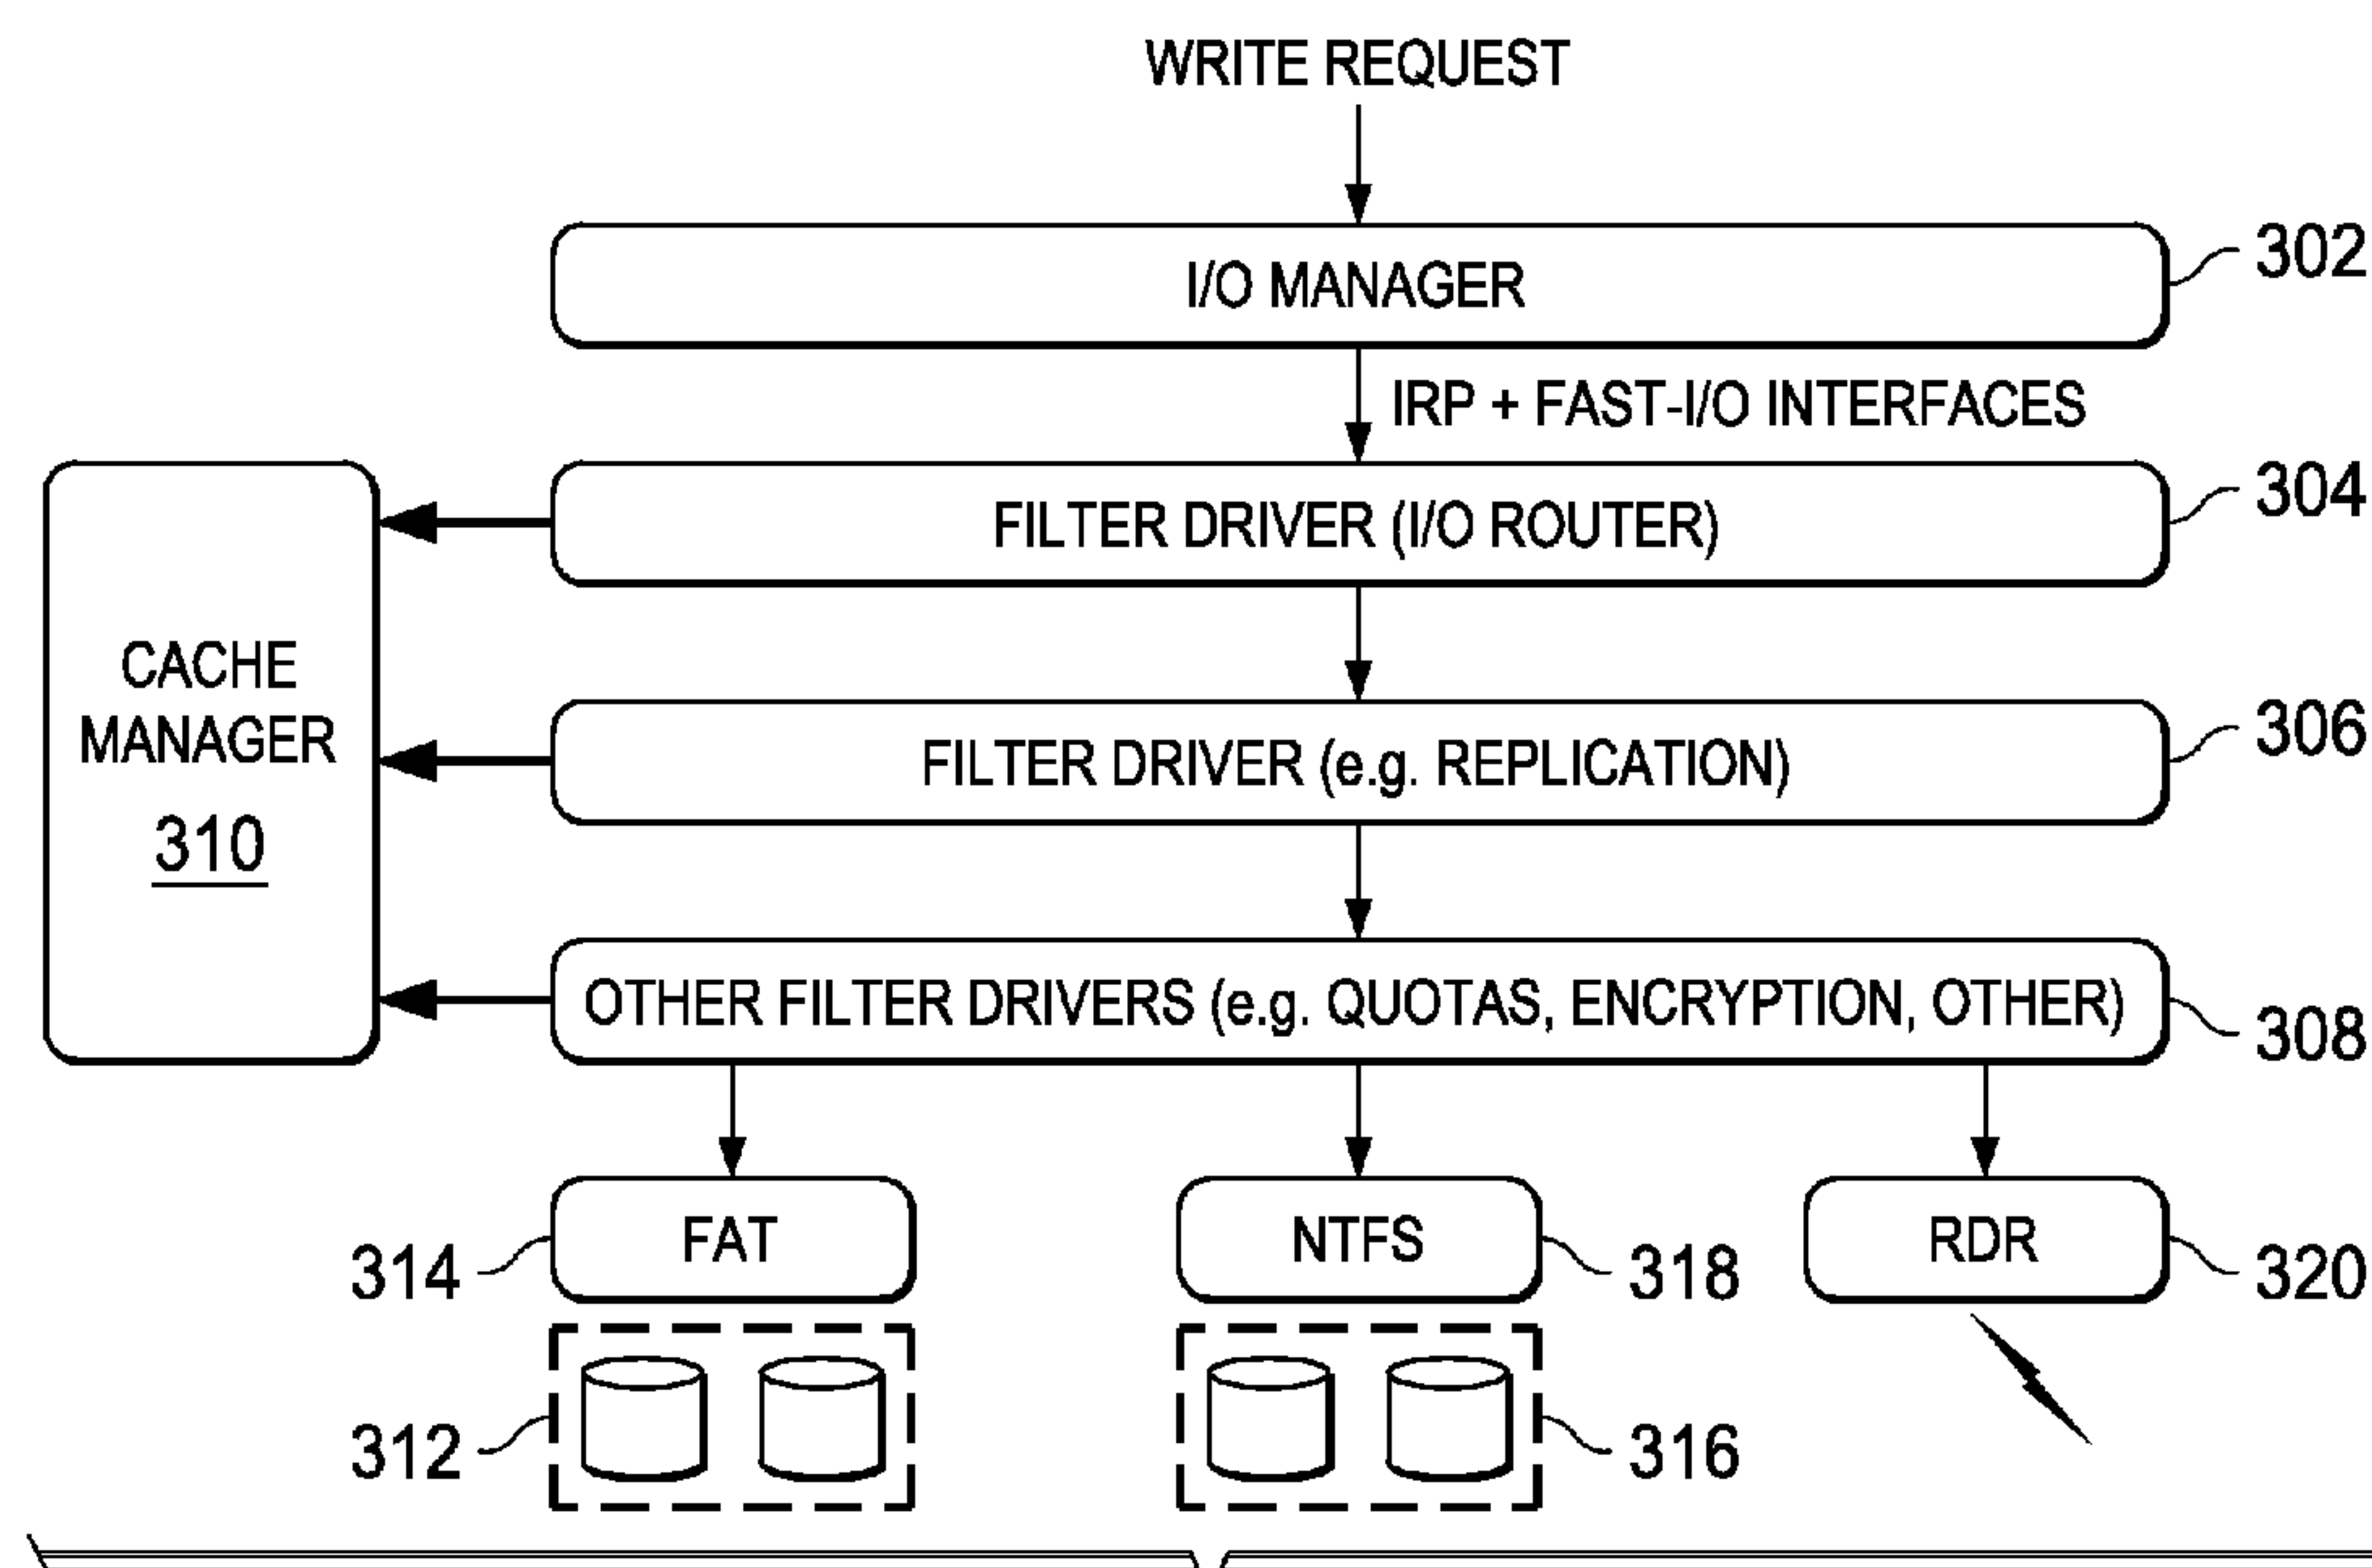 WRITE REQUEST
I/O MANAGER
302
IRP + FAST-I/O INTERFACES
FILTER DRIVER (I/O ROUTER)
304
CACHE
MANAGER
310
FILTER DRIVER (e.g. REPLICATION)
306
OTHER FILTER DRIVERS (e.g. QUOTAS, ENCRYPTION, OTHER)
308
314
FAT
NTFS
318
RDR
320
312
316